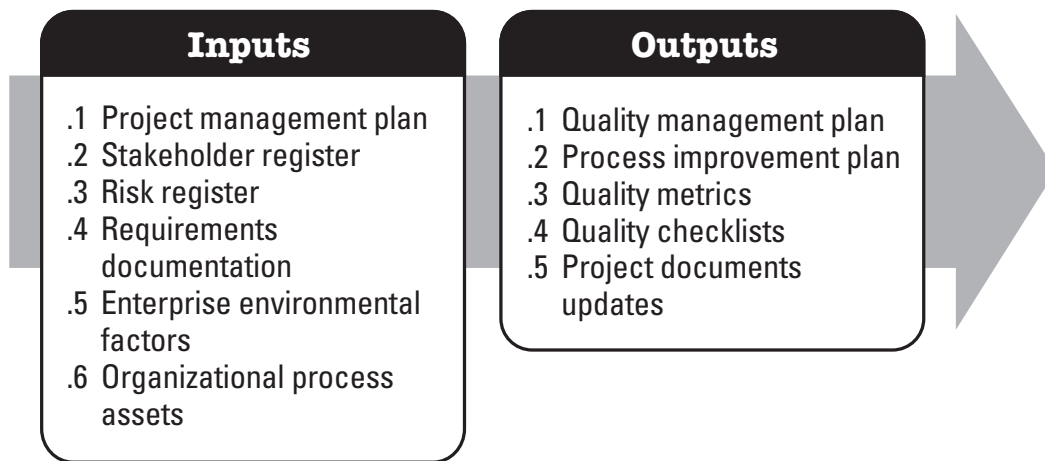 Inputs
.1 Project management plan
.2 Stakeholder register
.3 Risk register
.4 Requirements
documentation
.5 Enterprise environmental
factors
.6 Organizational process
assets
Outputs
.1 Quality management plan
.2 Process improvement plan
.3 Quality metrics
.4 Quality checklists
.5 Project documents
updates